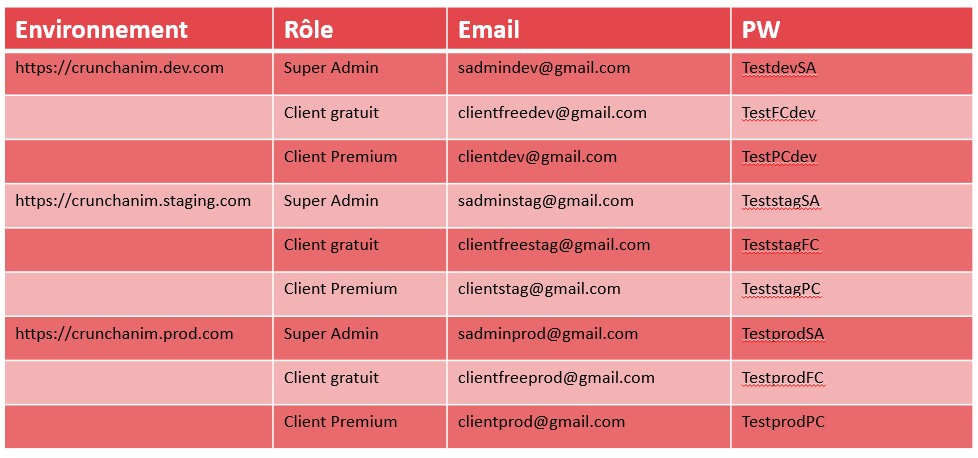 Environnement Rôle Email PW
https://crunchanim.dev.com Super Admin sadmindev@gmail.com TestdevSA
Client gratuit clientfreedev@gmail.com TestFCdev
Client Premium clientdev@gmail.com TestPCdev
https://crunchanim.staging.com Super Admin sadminstag@gmail.com TeststagSA
Client gratuit clientfreestag@gmail.com TeststagFC
Client Premium clientstag@gmail.com TeststagPC
https://crunchanim.prod.com Super Admin sadminprod@gmail.com TestprodSA
Client gratuit clientfreeprod@gmail.com TestprodFC
Client Premium clientprod@gmail.com TestprodPC